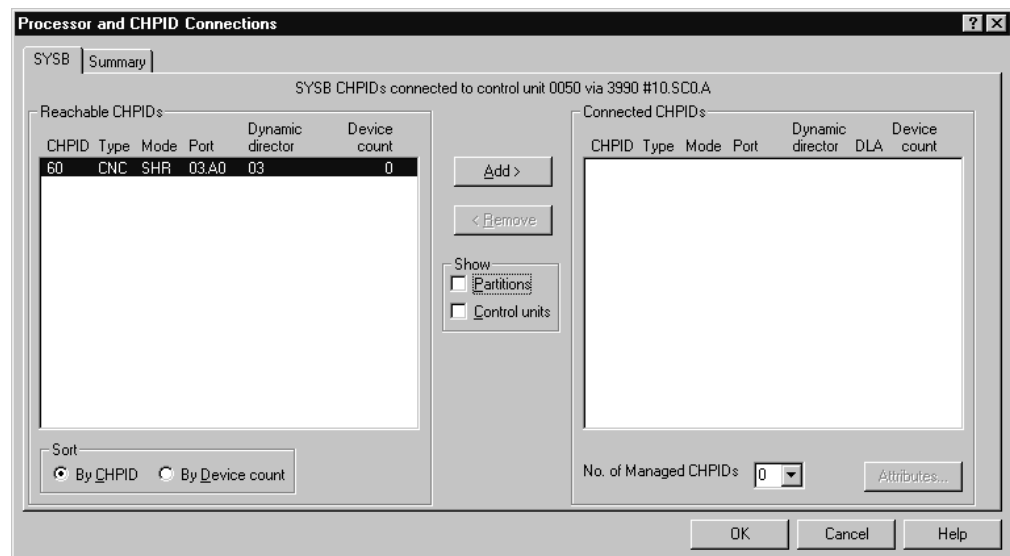 Processor and CHPID Connections
SYSB Summary
SYSB CHPIDs connected to control unit 0050 via 3990 #10.SC0.A
Reachable CHPIDs
CHPID Type Mode Port Dynamic director Device count
60 CNC SHR 03.A0 03 0
Sort
By CHPID By Device count
Add >
< Remove
Show
Partitions
Control units
Connected CHPIDs
CHPID Type Mode Port Dynamic director DLA Device count
No. of Managed CHPIDs 0
Attributes...
OK Cancel Help